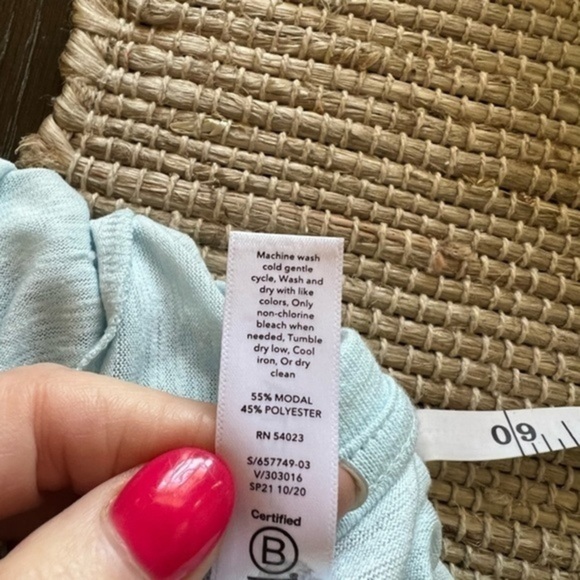 Machine wash
cold gentle
cycle, Wash and
dry with like
colors, Only
non-chlorine
bleach when
needed, Tumble
dry low, Cool
iron, Or dry
clean
55% MODAL
45% POLYESTER
RN 54023
S/657749-03
V/303016
SP21 10/20
Certified
B
60